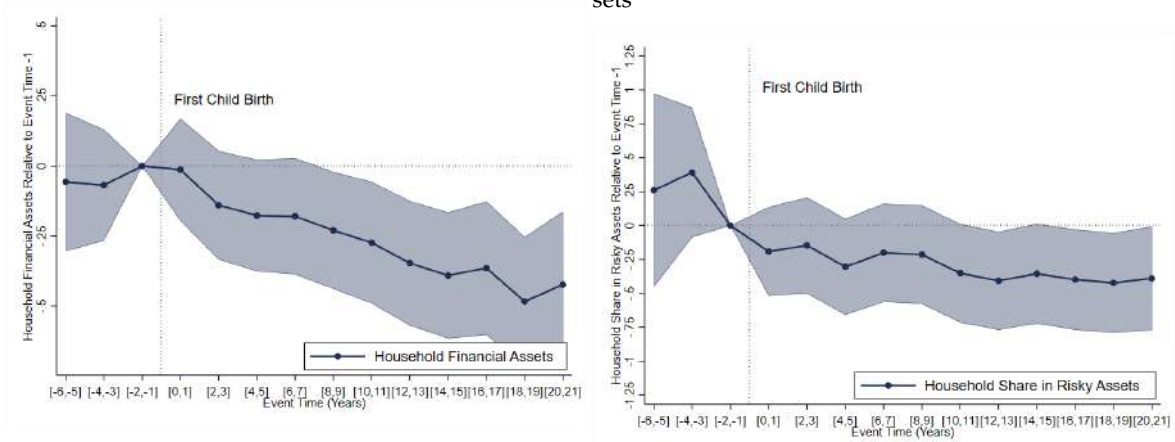 sets
.5
Household Financial Assets Relative to Event Time -1
.25
0
-.25
-.5
First Child Birth
Household Financial Assets
[-6,-5] [-4,-3] [-2,-1] [0,1] [2,3] [4,5] [6,7] [8,9] [10,11] [12,13] [14,15] [16,17] [18,19] [20,21]
Event Time (Years)
Household Share in Risky Assets Relative to Event Time -1
1.25
1
.75
.5
.25
0
-.25
-.5
-.75
-1
-1.25
First Child Birth
Household Share in Risky Assets
[-6,-5] [-4,-3] [-2,-1] [0,1] [2,3] [4,5] [6,7] [8,9] [10,11] [12,13] [14,15] [16,17] [18,19] [20,21]
Event Time (Years)